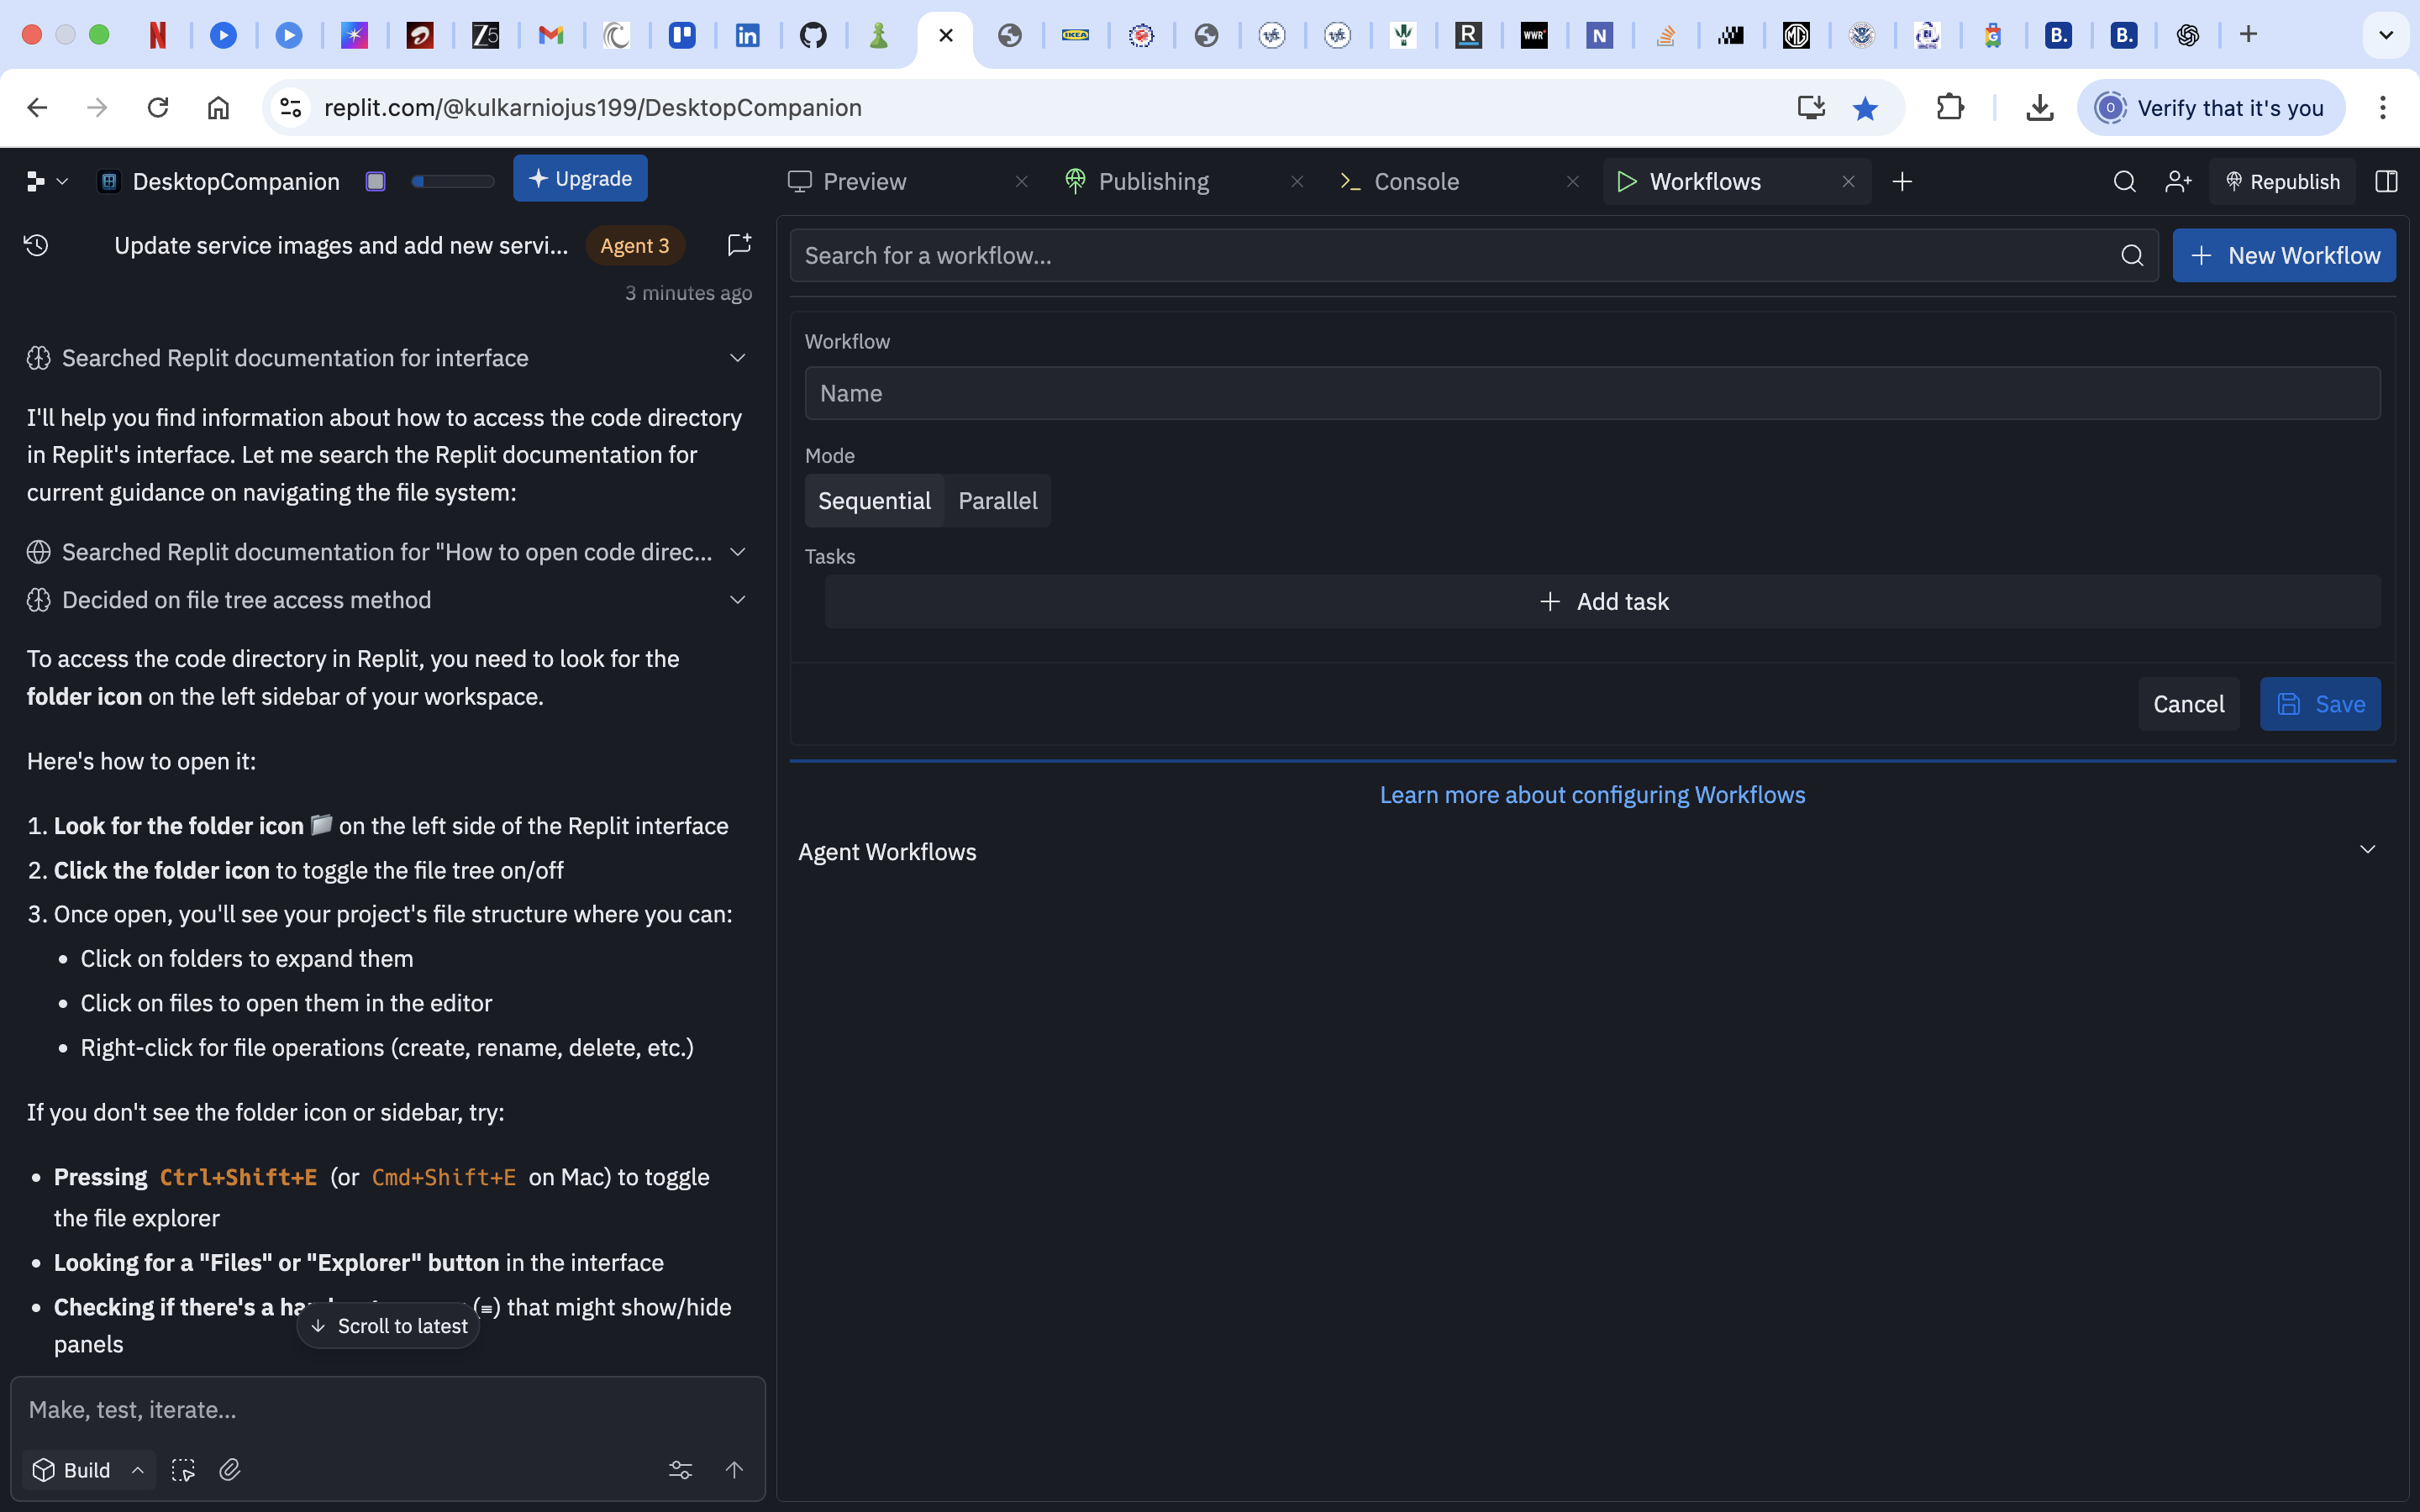 replit.com/@kulkarniojus199/DesktopCompanion
Verify that it's you
DesktopCompanion
Upgrade
Preview
Publishing
Console
Workflows
Republish
Update service images and add new servi...
Agent 3
3 minutes ago
Searched Replit documentation for interface
I'll help you find information about how to access the code directory
in Replit's interface. Let me search the Replit documentation for
current guidance on navigating the file system:
Searched Replit documentation for "How to open code direc...
Decided on file tree access method
To access the code directory in Replit, you need to look for the
folder icon on the left sidebar of your workspace.
Here's how to open it:
1. Look for the folder icon 📁 on the left side of the Replit interface
2. Click the folder icon to toggle the file tree on/off
3. Once open, you'll see your project's file structure where you can:
• Click on folders to expand them
• Click on files to open them in the editor
• Right-click for file operations (create, rename, delete, etc.)
If you don't see the folder icon or sidebar, try:
• Pressing Ctrl+Shift+E (or Cmd+Shift+E on Mac) to toggle
the file explorer
• Looking for a "Files" or "Explorer" button in the interface
• Checking if there's a (≡) that might show/hide
panels
Scroll to latest
Make, test, iterate...
Build
Search for a workflow...
New Workflow
Workflow
Name
Mode
Sequential
Parallel
Tasks
Add task
Cancel
Save
Learn more about configuring Workflows
Agent Workflows